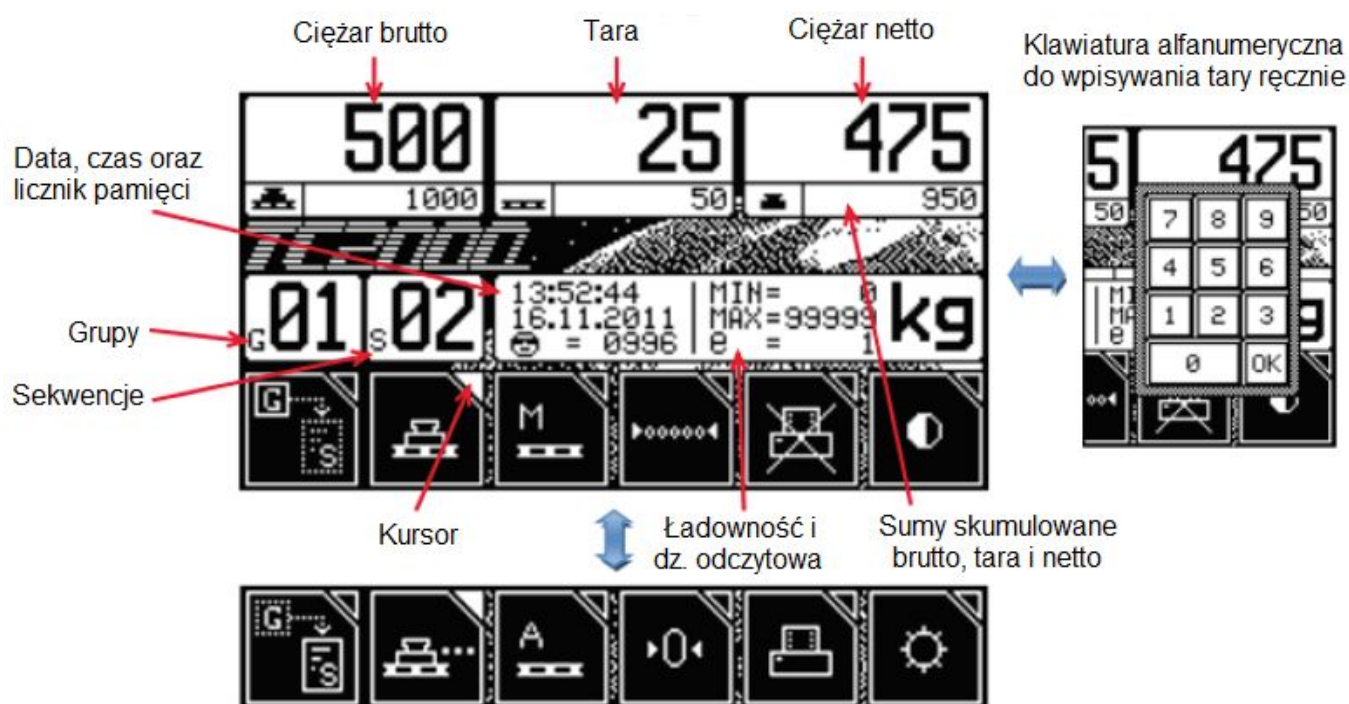 Ciężar brutto
Tara
Ciężar netto
Klawiatura alfanumeryczna
do wpisywania tary ręcznie
Data, czas oraz
licznik pamięci
500
25
475
1000
50
950
TC-000
Grupy
Sekwencje
G 01
S 02
13:52:44
16.11.2011
= 0996
MIN= 0
MAX=99999
e = 1
kg
G
S
M
Kursor
Ładowność i
dz. odczytowa
Sumy skumulowane
brutto, tara i netto
G
S
A
0
5
475
50
50
7 8 9
4 5 6
1 2 3
0 OK